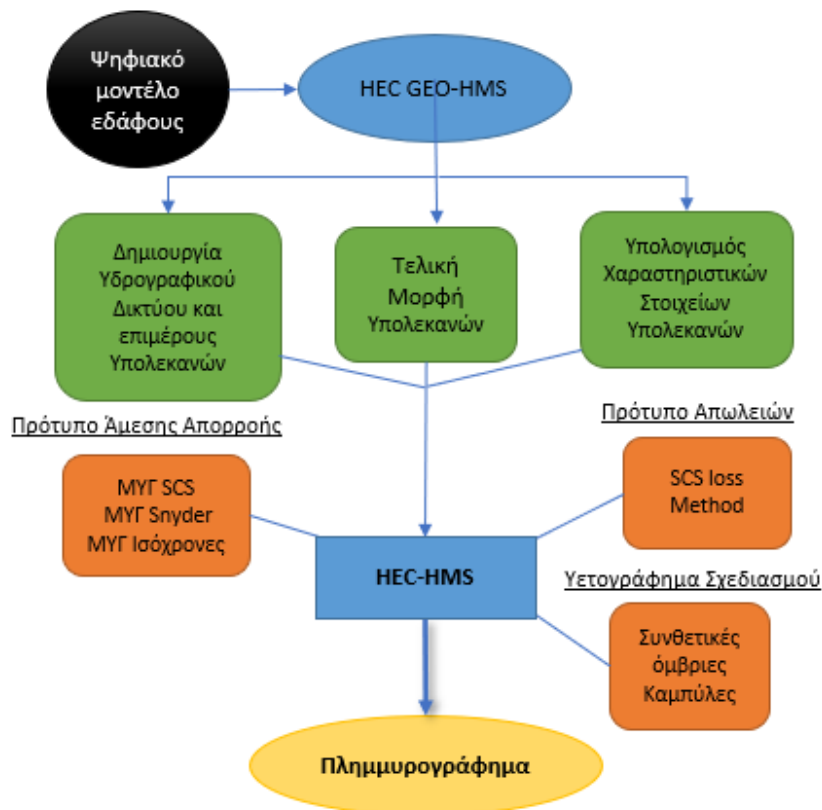 Ψηφιακό
μοντέλο
εδάφους
HEC GEO-HMS
Δημιουργία
Υδρογραφικού
Δικτύου και
επιμέρους
Υπολεκανών
Τελική
Μορφή
Υπολεκανών
Υπολογισμός
Χαραστηριστικών
Στοιχείων
Υπολεκανών
Πρότυπο Άμεσης Απορροής
Πρότυπο Απωλειών
ΜΥΓ SCS
ΜΥΓ Snyder
ΜΥΓ Ισόχρονες
SCS loss
Method
HEC-HMS
Υετογράφημα Σχεδιασμού
Συνθετικές
όμβριες
Καμπύλες
Πλημμυρογράφημα